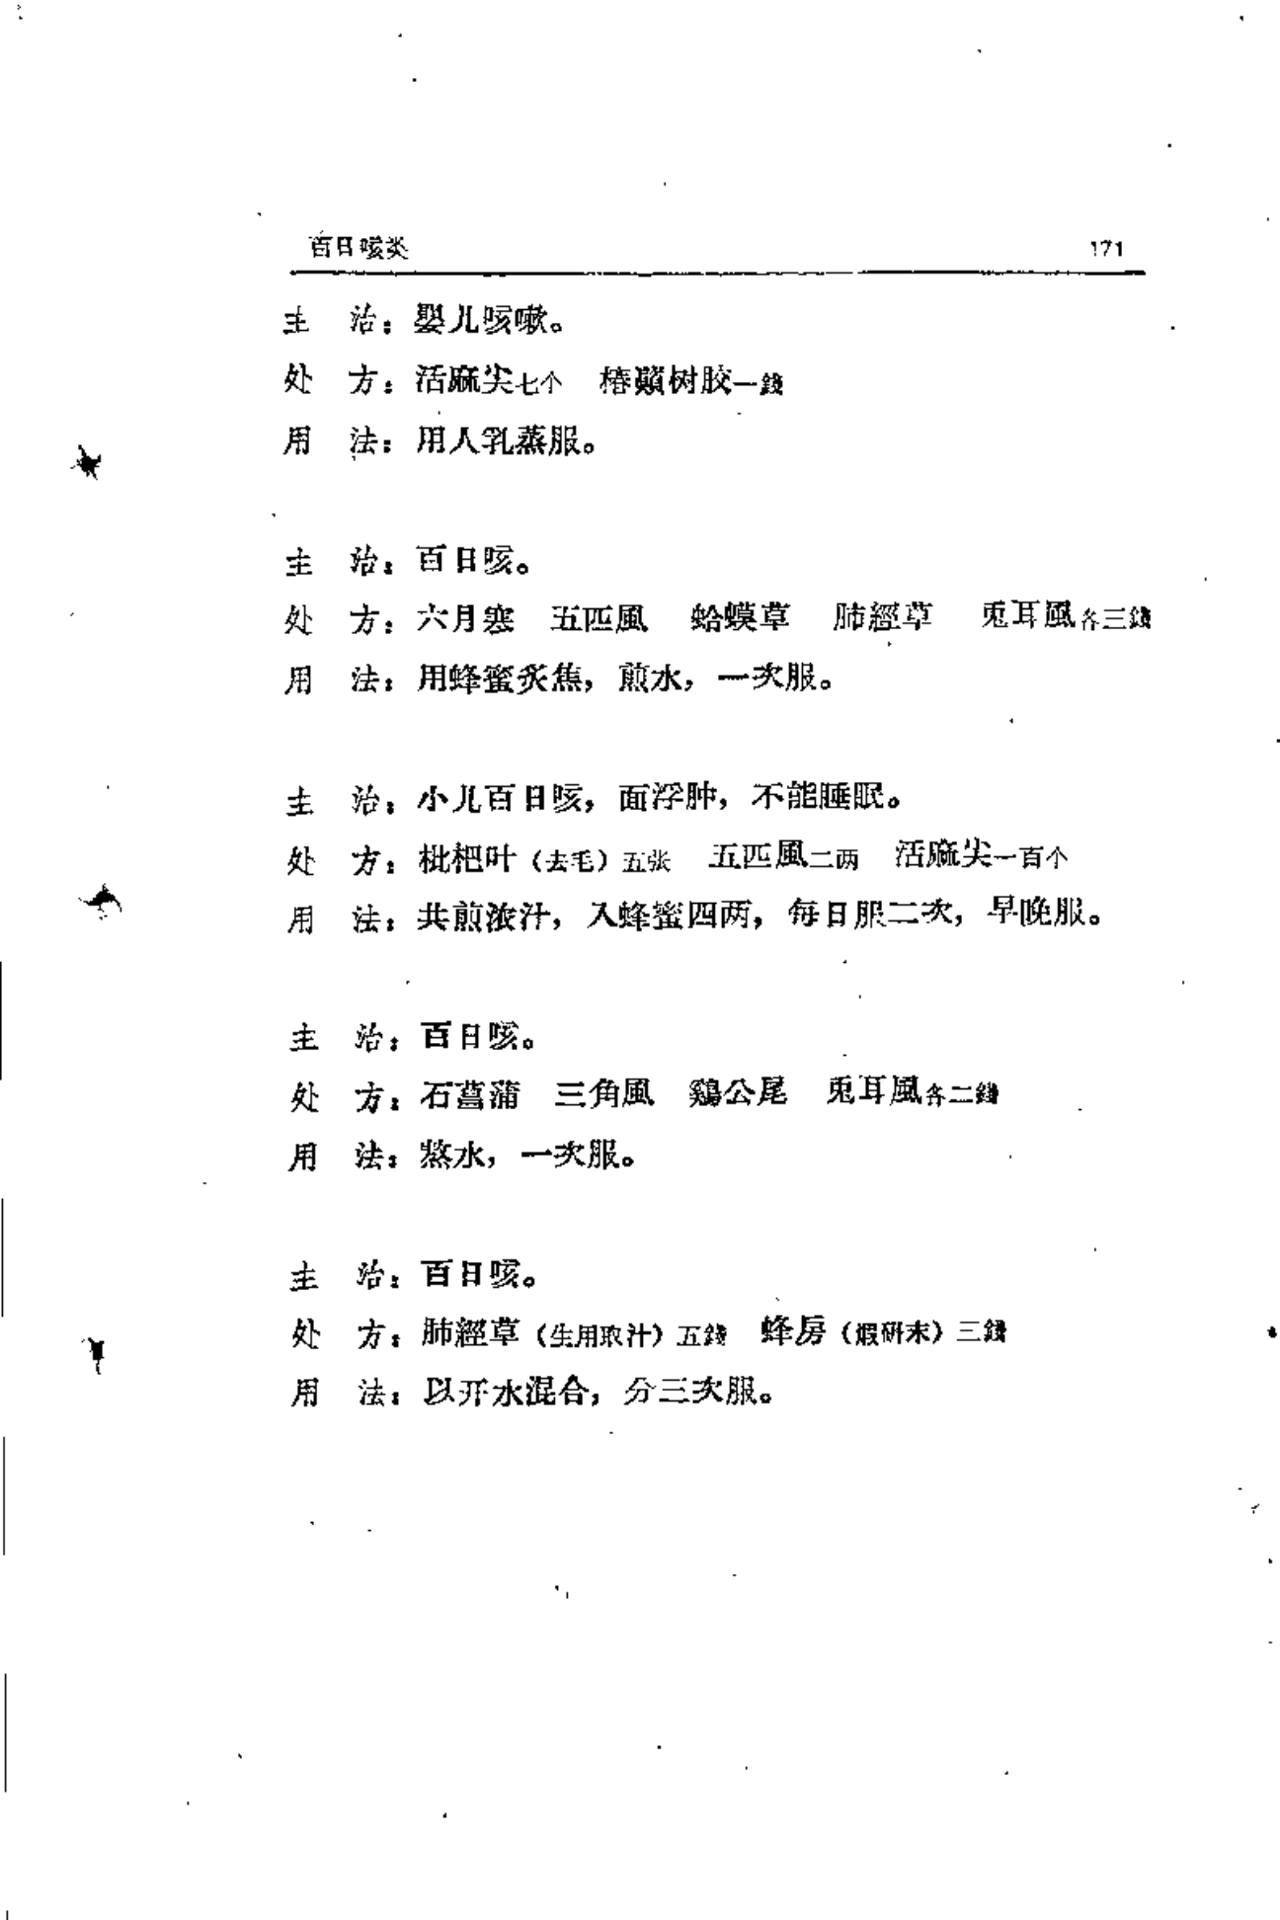 百日咳类 171
主 治：嬰儿咳嗽。
处 方：活麻尖七个 椿顚树胶一錢
用 法：用人乳蒸服。
主 治：百日咳。
处 方：六月寒 五匹風 蛤蟆草 肺經草 兎耳風各三錢
用 法：用蜂蜜炙焦，煎水，一次服。
主 治：小儿百日咳，面浮肿，不能睡眠。
处 方：枇杷叶（去毛）五张 五匹風二两 活麻尖一百个
用 法：共煎浓汁，入蜂蜜四两，每日服二次，早晚服。
主 治：百日咳。
处 方：石菖蒲 三角風 鷄公尾 兎耳風各二錢
用 法：熬水，一次服。
主 治：百日咳。
处 方：肺經草（生用取汁）五錢 蜂房（煆研末）三錢
用 法：以开水混合，分三次服。